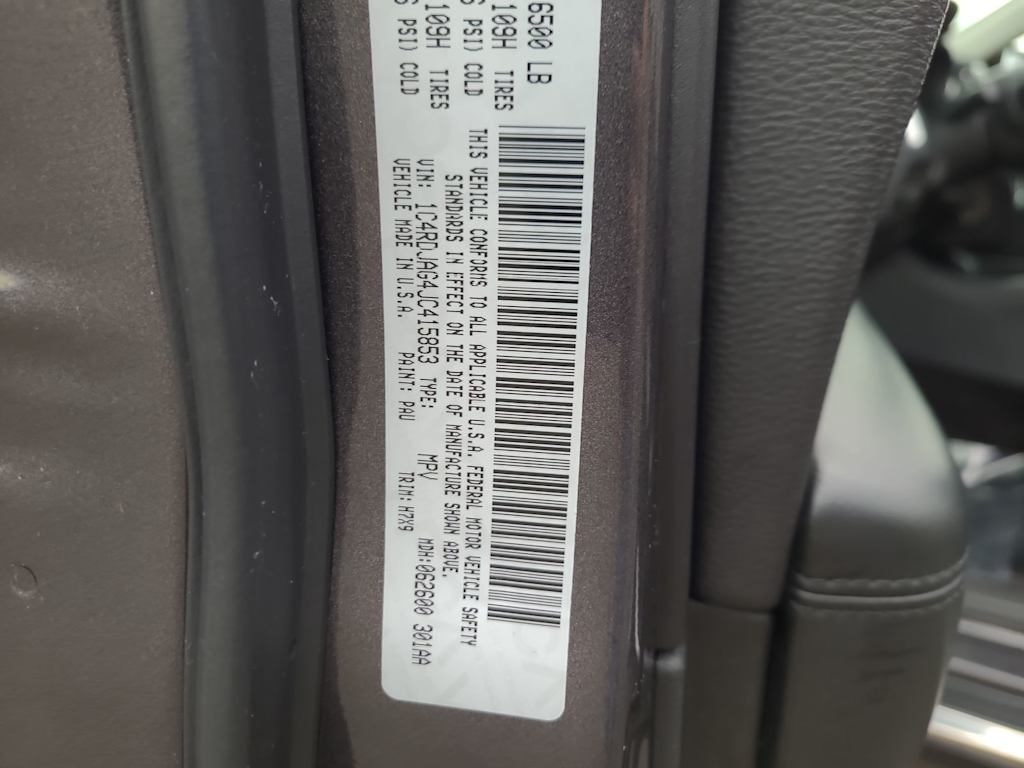 6500 LB
109H TIRES
PSI) COLD
109H TIRES
PSI) COLD
THIS VEHICLE CONFORMS TO ALL APPLICABLE U.S.A. FEDERAL MOTOR VEHICLE SAFETY
STANDARDS IN EFFECT ON THE DATE OF MANUFACTURE SHOWN ABOVE.
VIN: 1C4RDJAG4JC415853 TYPE: MPV MDH:062600 301AA
VEHICLE MADE IN U.S.A. PAINT: PAU TRIM: H7X9